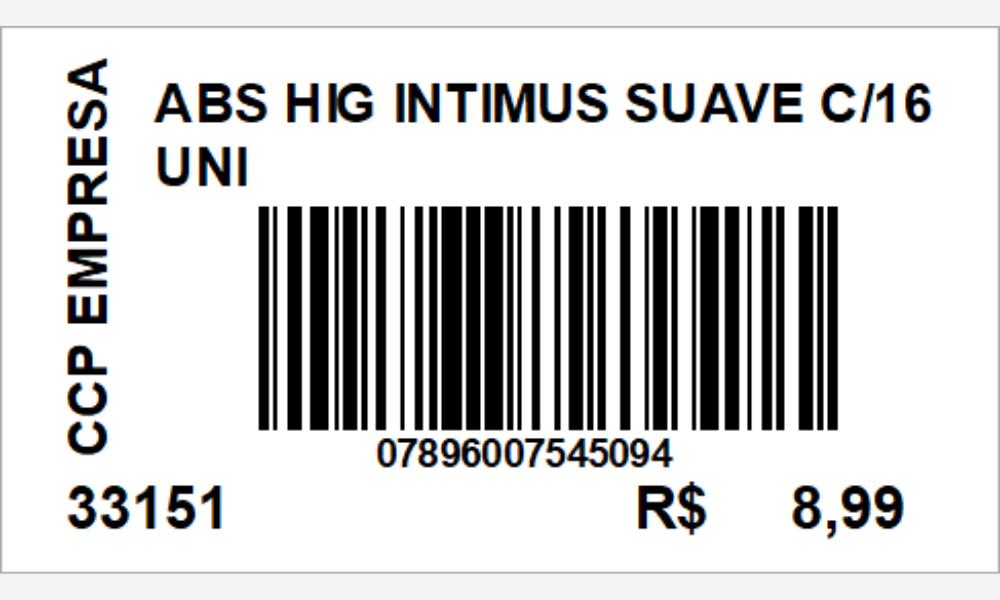 CCP EMPRESA
ABS HIG INTIMUS SUAVE C/16
UNI
07896007545094
33151
R$ 8,99